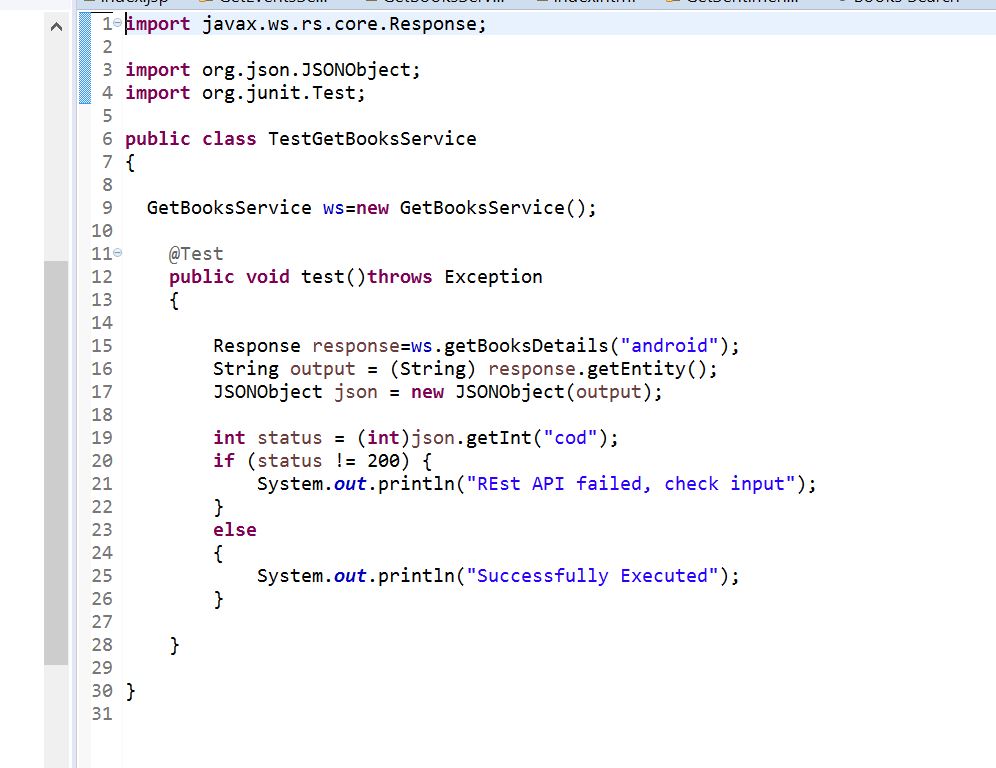 1 import javax.ws.rs.core.Response;
2
3 import org.json.JSONObject;
4 import org.junit.Test;
5
6 public class TestGetBooksService
7 {
8
9 GetBooksService ws=new GetBooksService();
10
11 @Test
12 public void test()throws Exception
13 {
14
15 Response response=ws.getBooksDetails("android");
16 String output = (String) response.getEntity();
17 JSONObject json = new JSONObject(output);
18
19 int status = (int)json.getInt("cod");
20 if (status != 200) {
21 System.out.println("REst API failed, check input");
22 }
23 else
24 {
25 System.out.println("Successfully Executed");
26 }
27
28 }
29
30 }
31